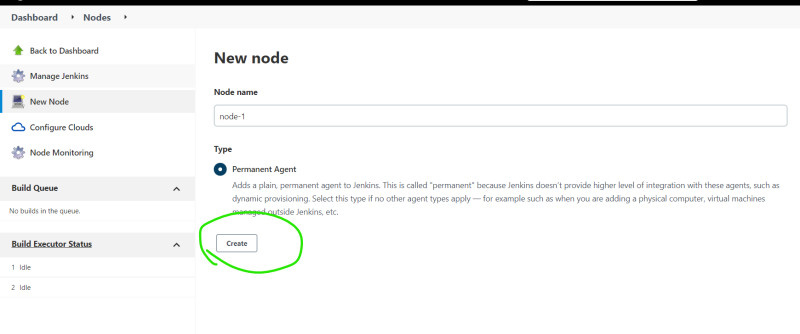 Dashboard
Nodes
Back to Dashboard
Manage Jenkins
New Node
Configure Clouds
Node Monitoring
Build Queue
No builds in the queue.
Build Executor Status
1 Idle
2 Idle
New node
Node name
node-1
Type
Permanent Agent
Adds a plain, permanent agent to Jenkins. This is called "permanent" because Jenkins doesn't provide higher level of integration with these agents, such as
dynamic provisioning. Select this type if no other agent types apply — for example such as when you are adding a physical computer, virtual machines
managed outside Jenkins, etc.
Create